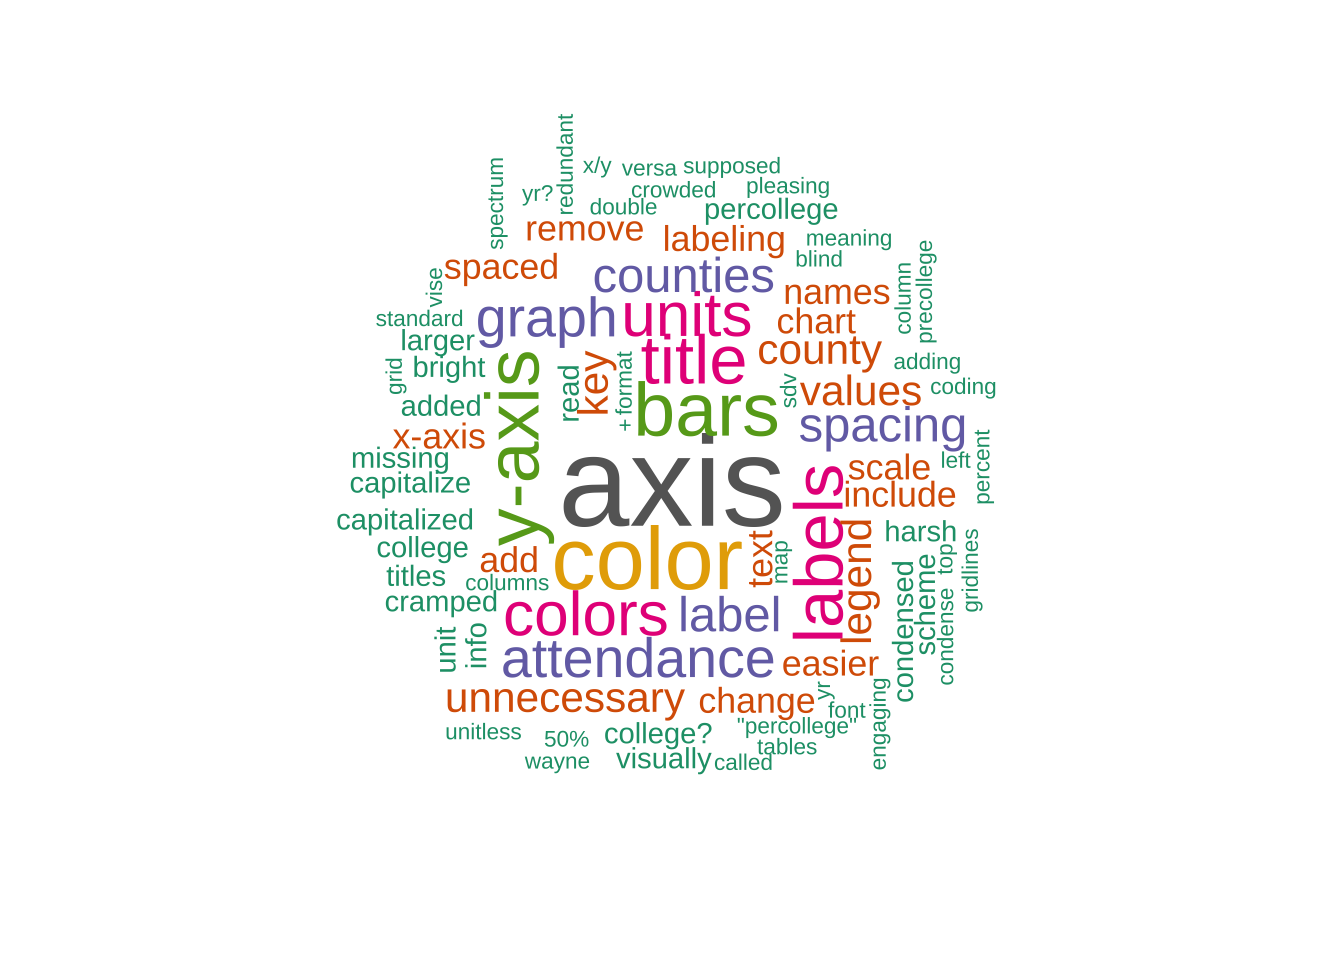 redundant
spectrum
x/y
versa
supposed
yr?
crowded
pleasing
double
percollege
remove
labeling
meaning
blind
spaced
counties
vise
names
column
precollege
standard
graph
units
chart
larger
title
county
grid
bright
y-axis
read
key
format
+
adding
sdv
values
coding
added
bars
spacing
x-axis
missing
axis
scale
left
percent
capitalize
include
labels
capitalized
college
add
color
text
map
legend
harsh
top
gridlines
titles
columns
cramped
colors
label
condensed
scheme
condense
unit
info
attendance
easier
unnecessary
change
yr
font
engaging
unitless
50%
college?
"percollege"
tables
wayne
visually
called